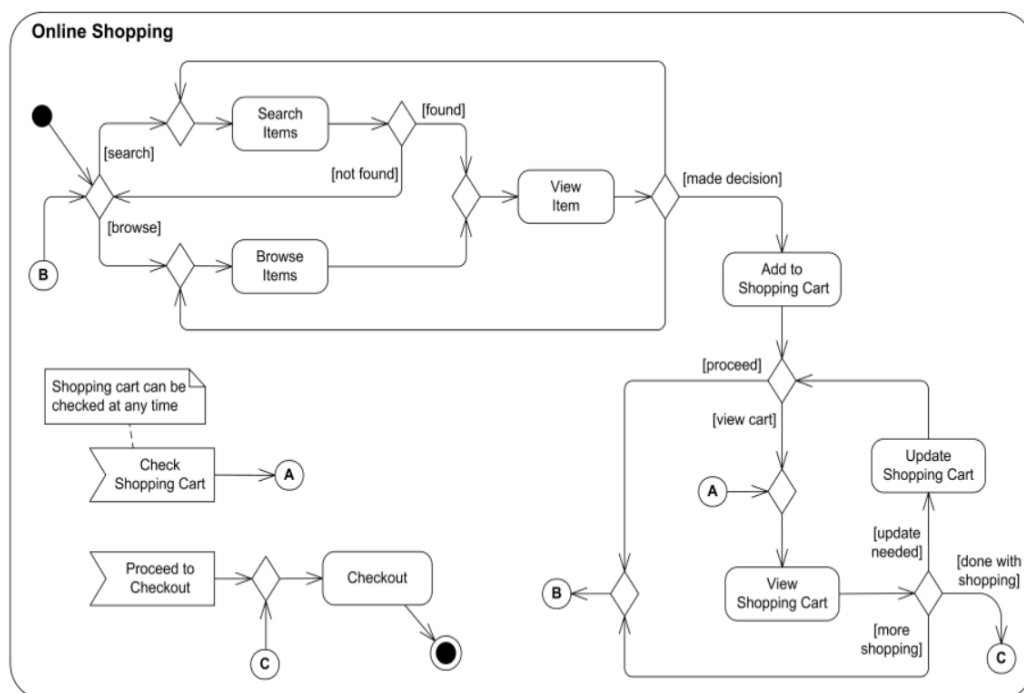 Online Shopping
Search
Items
[found]
[search]
[not found]
View
Item
[made decision]
[browse]
B
Browse
Items
Add to
Shopping Cart
[proceed]
Shopping cart can be
checked at any time
[view cart]
Check
Shopping Cart
A
A
Update
Shopping Cart
[update
needed]
[done with
shopping]
Proceed to
Checkout
Checkout
B
View
Shopping Cart
[more
shopping]
C
C